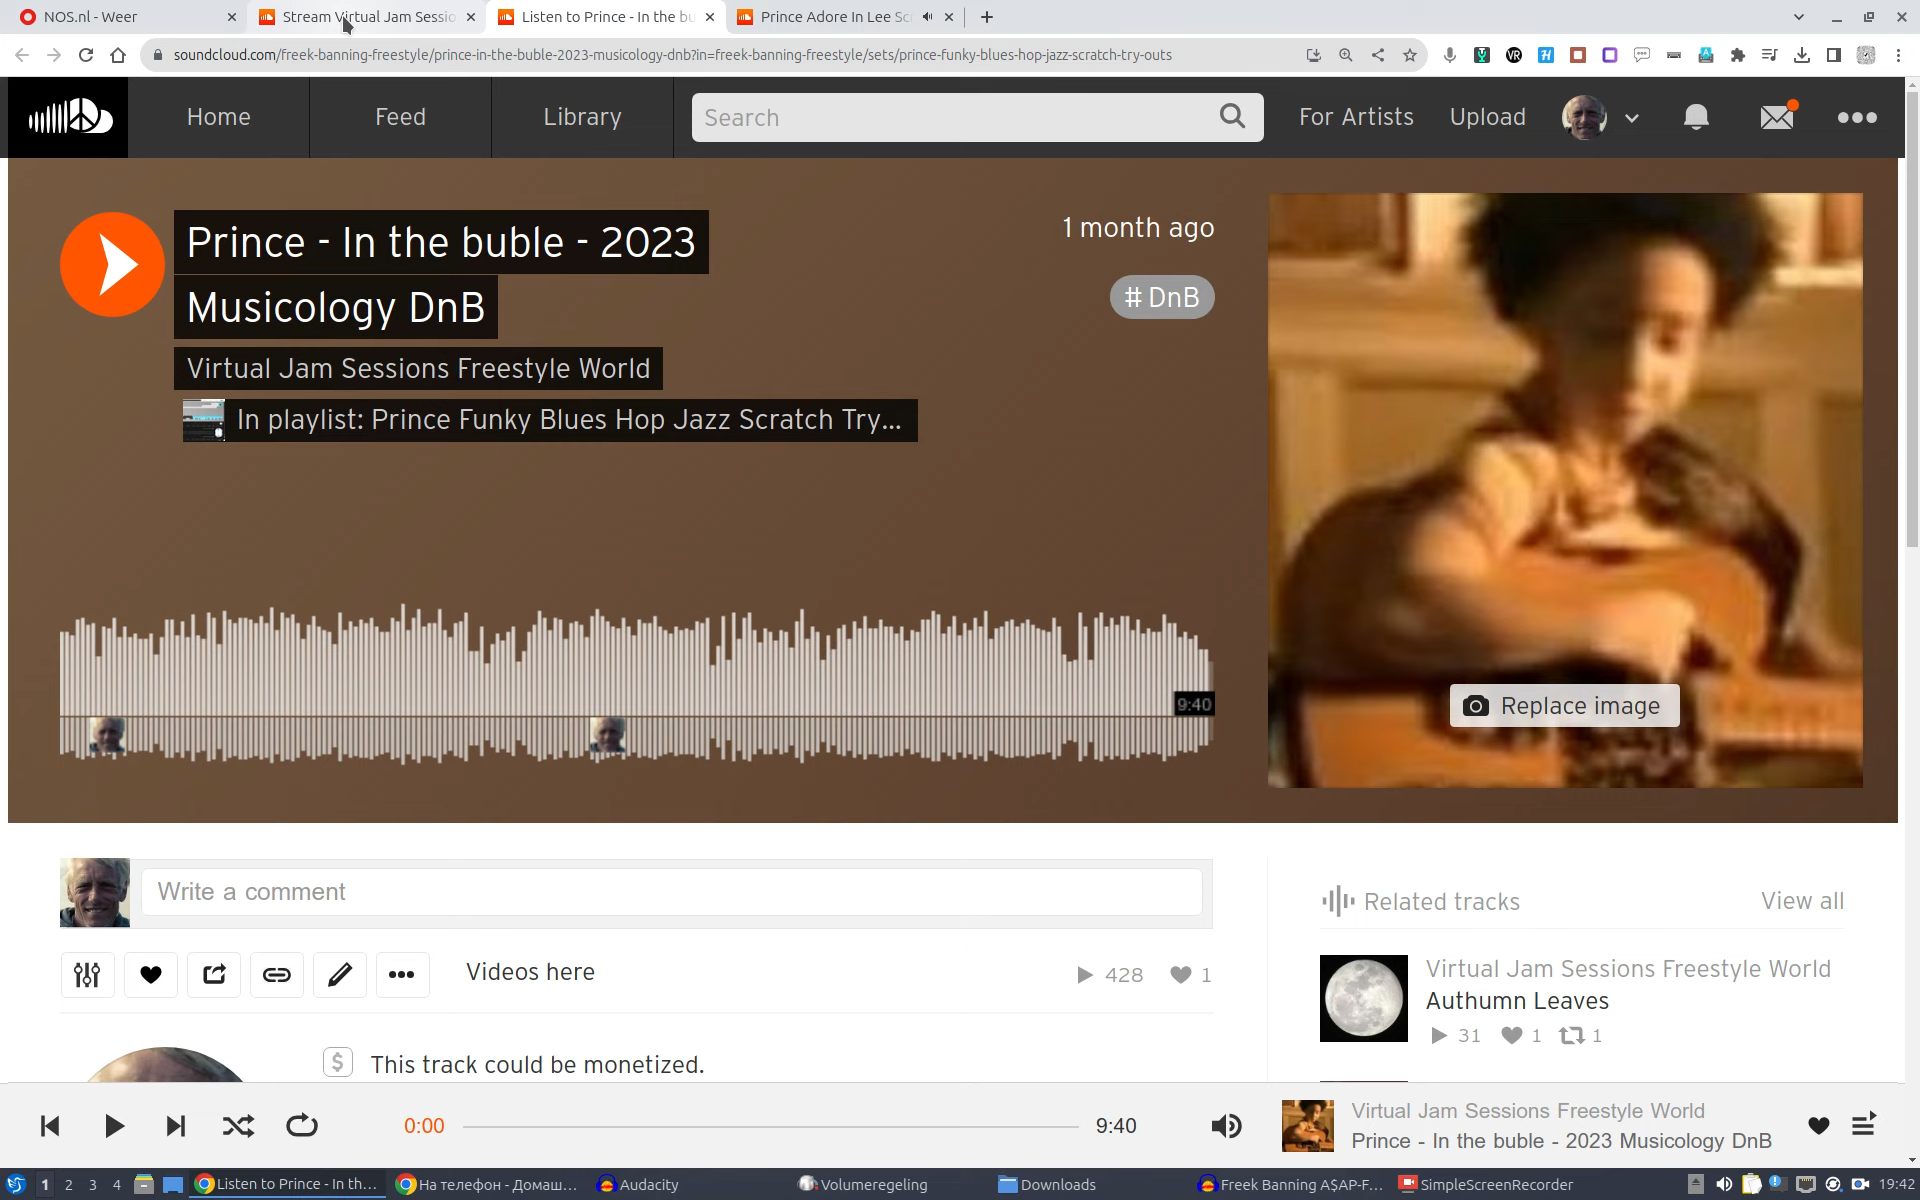 NOS.nl - Weer
Stream Virtual Jam Sessio
Listen to Prince - In the bu
Prince Adore In Lee Scr
soundcloud.com/freek-banning-freestyle/prince-in-the-buble-2023-musicology-dnb?in=freek-banning-freestyle/sets/prince-funky-blues-hop-jazz-scratch-try-outs
Home
Feed
Library
Search
For Artists
Upload
Prince - In the buble - 2023
Musicology DnB
1 month ago
# DnB
Virtual Jam Sessions Freestyle World
In playlist: Prince Funky Blues Hop Jazz Scratch Try...
9:40
Replace image
Write a comment
Videos here
428
1
Related tracks
View all
Virtual Jam Sessions Freestyle World
Authumn Leaves
31
1
1
$ This track could be monetized.
0:00
9:40
Virtual Jam Sessions Freestyle World
Prince - In the buble - 2023 Musicology DnB
1 2 3 4
Listen to Prince - In th...
На телефон - Домаш...
Audacity
Volumeregeling
Downloads
Freek Banning A$AP-F...
SimpleScreenRecorder
19:42